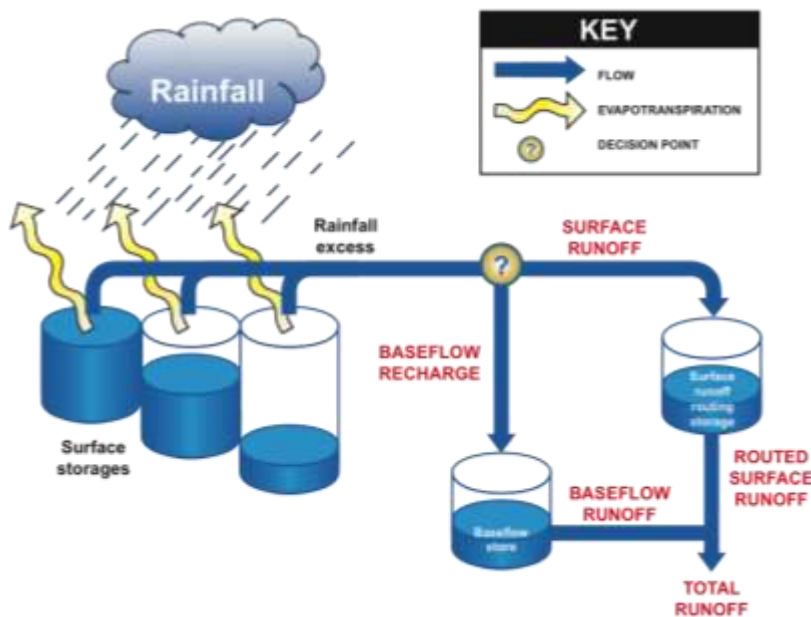 KEY
FLOW
EVAPOTRANSPIRATION
?
DECISION POINT
Rainfall
Rainfall
excess
?
SURFACE
RUNOFF
BASEFLOW
RECHARGE
Surface
runoff
routing
storage
Surface
storages
ROUTED
SURFACE
RUNOFF
BASEFLOW
RUNOFF
Baseflow
store
TOTAL
RUNOFF